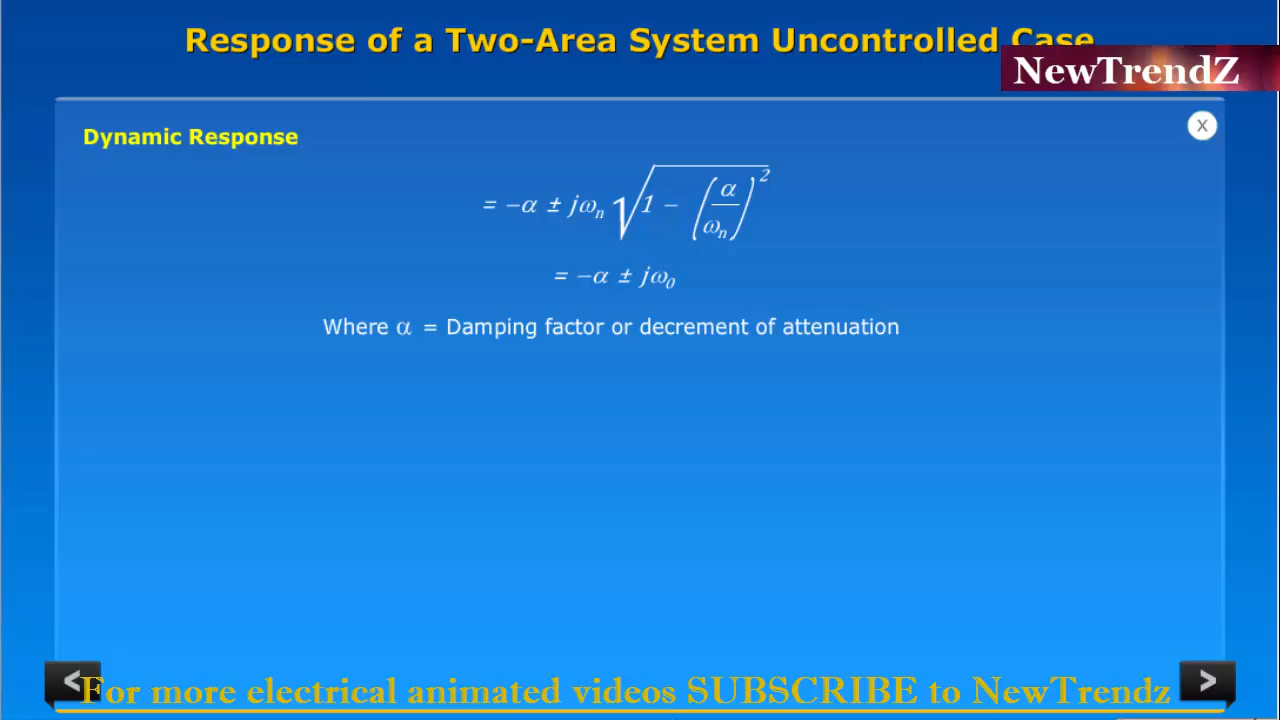 Response of a Two-Area System Uncontrolled Case
NewTrendZ
Dynamic Response
X
= −α ± jωₙ √(1 − (α/ωₙ)²)
= −α ± jω₀
Where α = Damping factor or decrement of attenuation
< For more electrical animated videos SUBSCRIBE to NewTrendz >